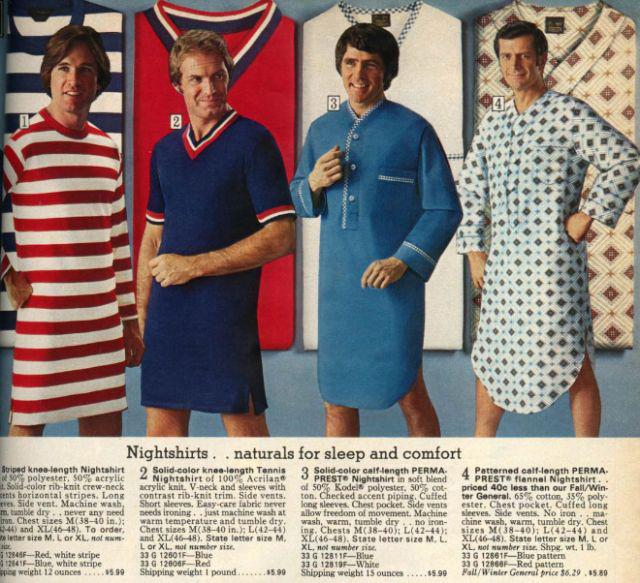 1
2
3
4
Nightshirts . . naturals for sleep and comfort
Striped knee-length Nightshirt
of 50% polyester, 50% acrylic
Solid-color rib-knit crew-neck
horizontal stripes. Long
Side vent. Machine wash,
tumble dry . . never need
Chest sizes M(38-40 in.);
and XL(46-48). To order,
state letter size M, L or XL, not num-
12846F—Red, white stripe
12601F—Blue, white stripe
Shipping weight 12 ounces .....$5.99
2 Solid-color knee-length Tennis
Nightshirt of 100% Acrilan®
acrylic knit. V-neck and sleeves with
contrast rib-knit trim. Side vents.
Short sleeves. Easy-care fabric never
needs ironing . . just machine wash at
warm temperature and tumble dry.
Chest sizes M(38-40 in.); L(42-44)
and XL(46-48). State letter size M,
L or XL, not number size.
33 G 12601F—Blue
33 G 12606F—Red
Shipping weight 1 pound......$5.99
3 Solid-color calf-length PERMA-
PREST® Nightshirt in soft blend
of 50% Kodel® polyester, 50% cot-
ton. Checked accent piping. Cuffed
long sleeves. Chest pocket. Side vents
allow freedom of movement. Machine
wash, warm, tumble dry . . no iron-
ing. Chests M(38-40); L(42-44);
XL(46-48). State letter size M, L
or XL, not number size.
33 G 12811F—Blue
33 G 12819F—White
Shipping weight 15 ounces .....$5.99
4 Patterned calf-length PERMA-
PREST® flannel Nightshirt . .
priced 40c less than our Fall/Win-
ter General. 65% cotton, 35% poly-
ester. Chest pocket. Cuffed long
sleeves. Side vents. No iron . . ma-
chine wash, warm, tumble dry. Chest
sizes M(38-40); L(42-44) and
XL(46-48). State letter size M, L
or XL, not number size. Shpg. wt. 1 lb.
33 G 12861F—Blue pattern
33 G 12866F—Red pattern
Fall/Winter General price $6.29 ..$5.89